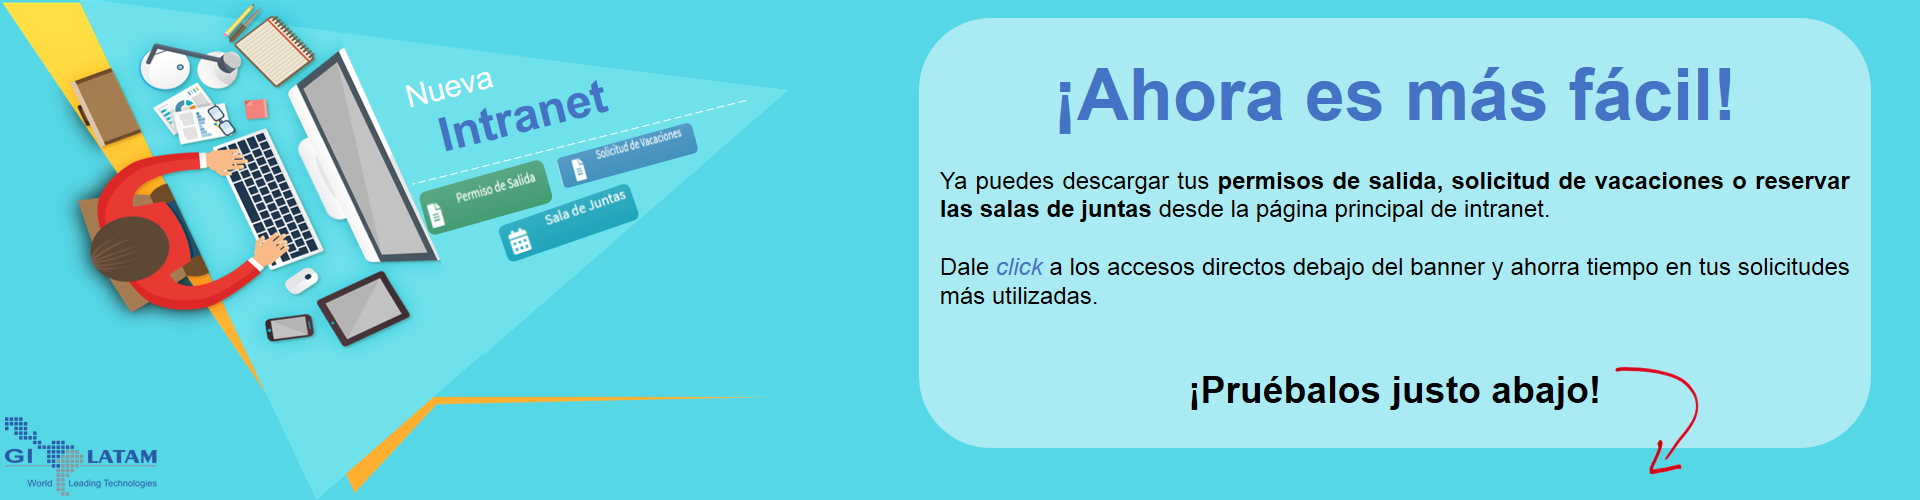 Nueva
Intranet
Solicitud de Vacaciones
Permiso de Salida
Sala de Juntas
GI LATAM
World Leading Technologies
¡Ahora es más fácil!
Ya puedes descargar tus permisos de salida, solicitud de vacaciones o reservar
las salas de juntas desde la página principal de intranet.
Dale click a los accesos directos debajo del banner y ahorra tiempo en tus solicitudes
más utilizadas.
¡Pruébalos justo abajo!